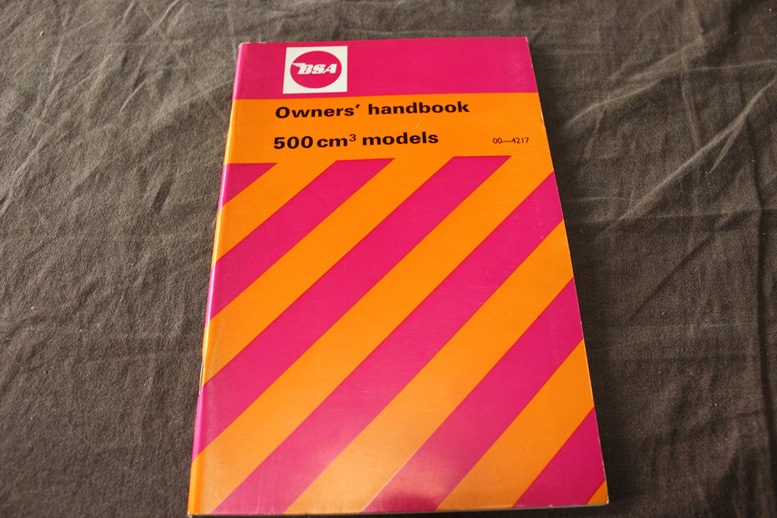 BSA
Owners' handbook
500 cm³ models 00—4217